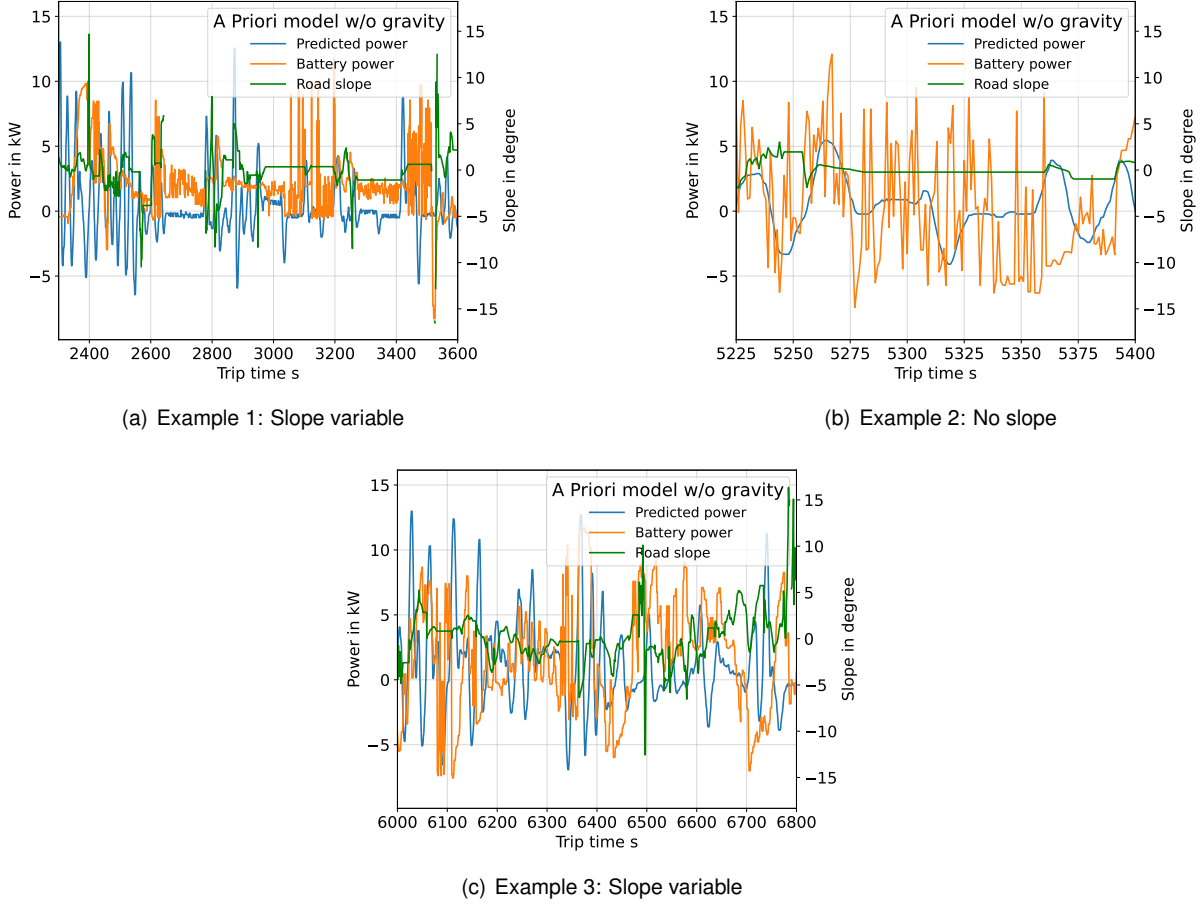 A Priori model w/o gravity
Predicted power
Battery power
Road slope
Power in kW
15
10
5
0
−5
Slope in degree
15
10
5
0
−5
−10
−15
2400 2600 2800 3000 3200 3400 3600
Trip time s
(a) Example 1: Slope variable
A Priori model w/o gravity
Predicted power
Battery power
Road slope
Power in kW
15
10
5
0
−5
Slope in degree
15
10
5
0
−5
−10
−15
5225 5250 5275 5300 5325 5350 5375 5400
Trip time s
(b) Example 2: No slope
A Priori model w/o gravity
Predicted power
Battery power
Road slope
Power in kW
15
10
5
0
−5
Slope in degree
15
10
5
0
−5
−10
−15
6000 6100 6200 6300 6400 6500 6600 6700 6800
Trip time s
(c) Example 3: Slope variable